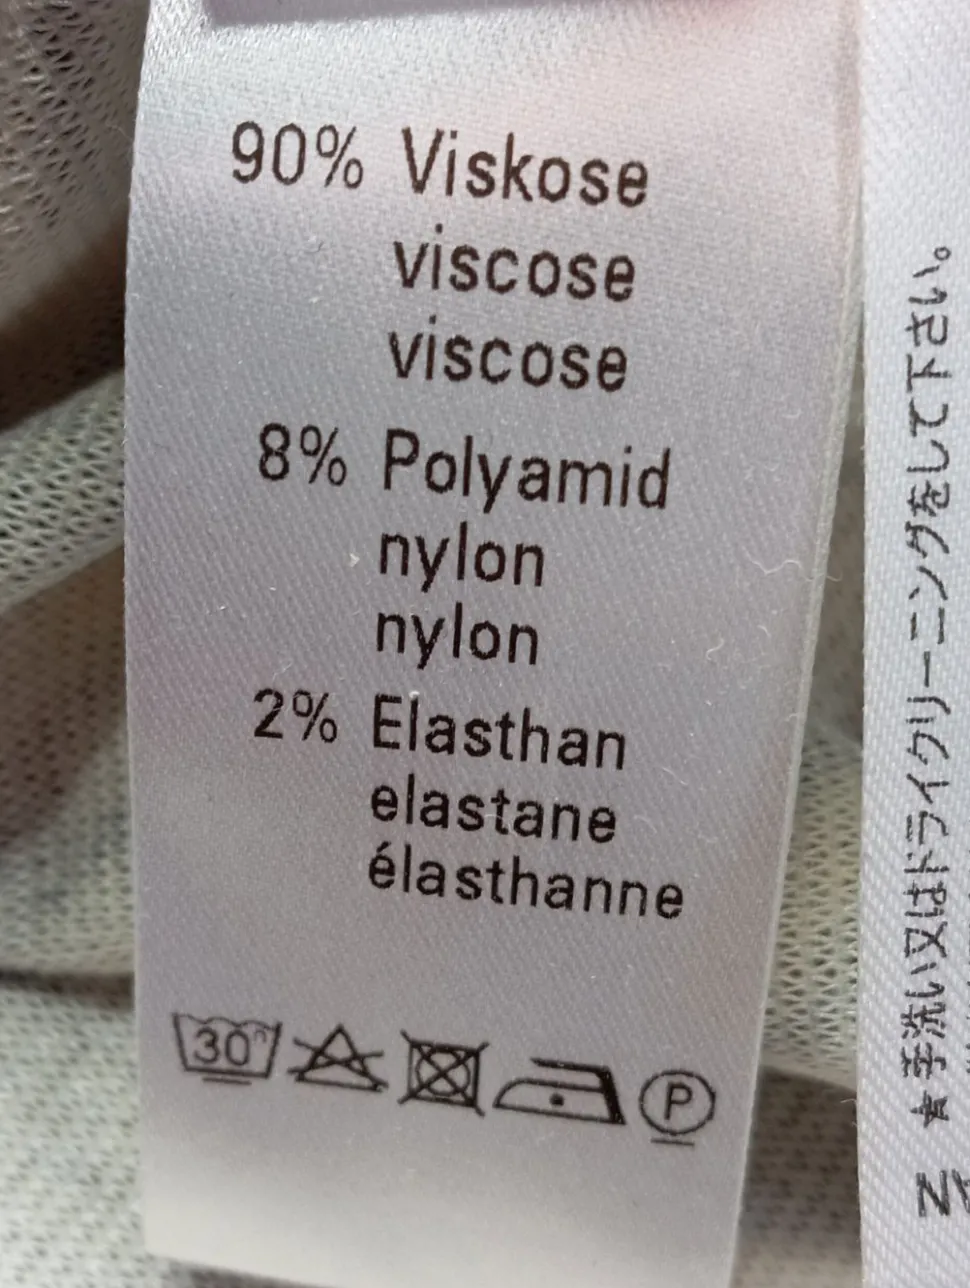 90% Viskose
viscose
viscose
8% Polyamid
nylon
nylon
2% Elasthan
elastane
élasthanne
30°
P
★手洗い又はドライクリーニングをして下さい。